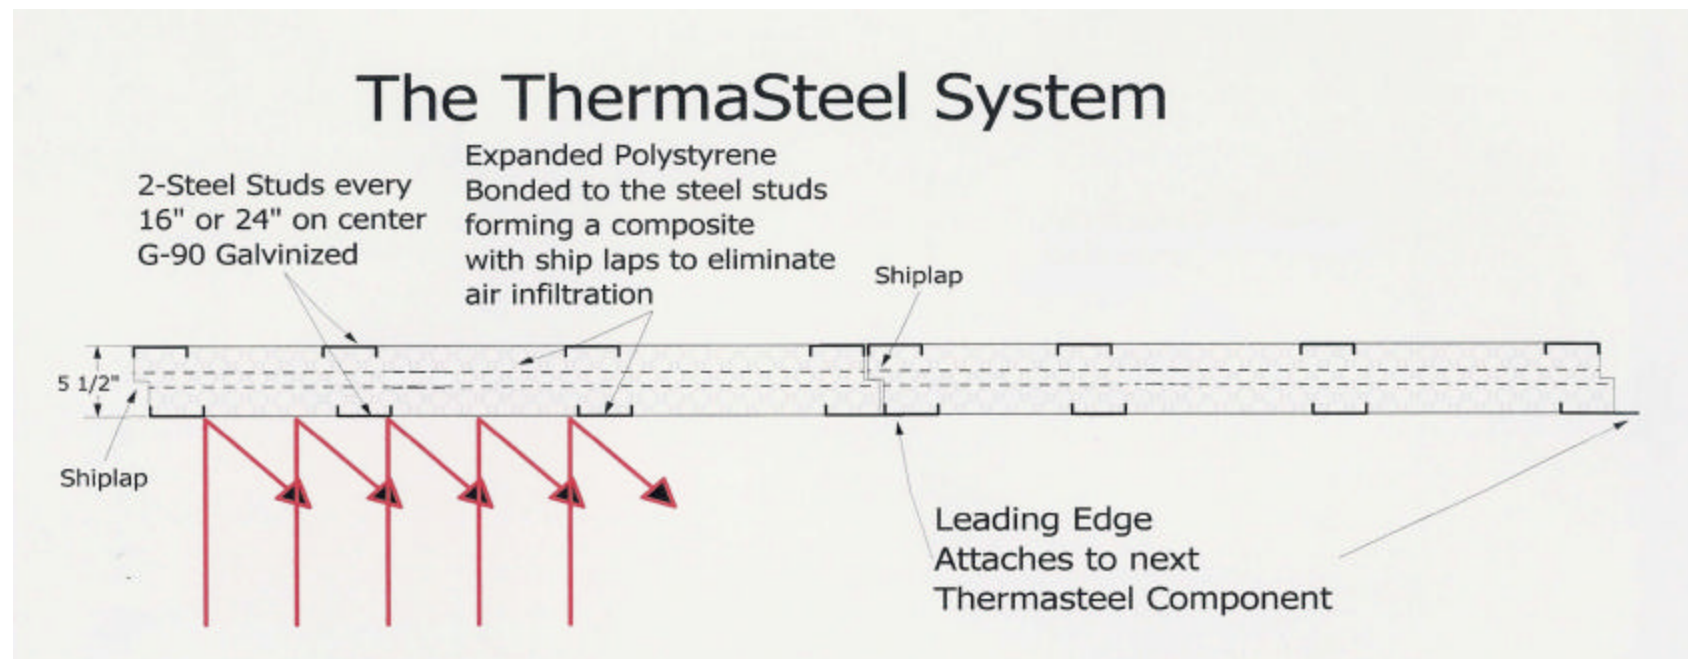 The ThermaSteel System
2-Steel Studs every
16" or 24" on center
G-90 Galvinized
Expanded Polystyrene
Bonded to the steel studs
forming a composite
with ship laps to eliminate
air infiltration
Shiplap
5 1/2"
Shiplap
Leading Edge
Attaches to next
Thermasteel Component